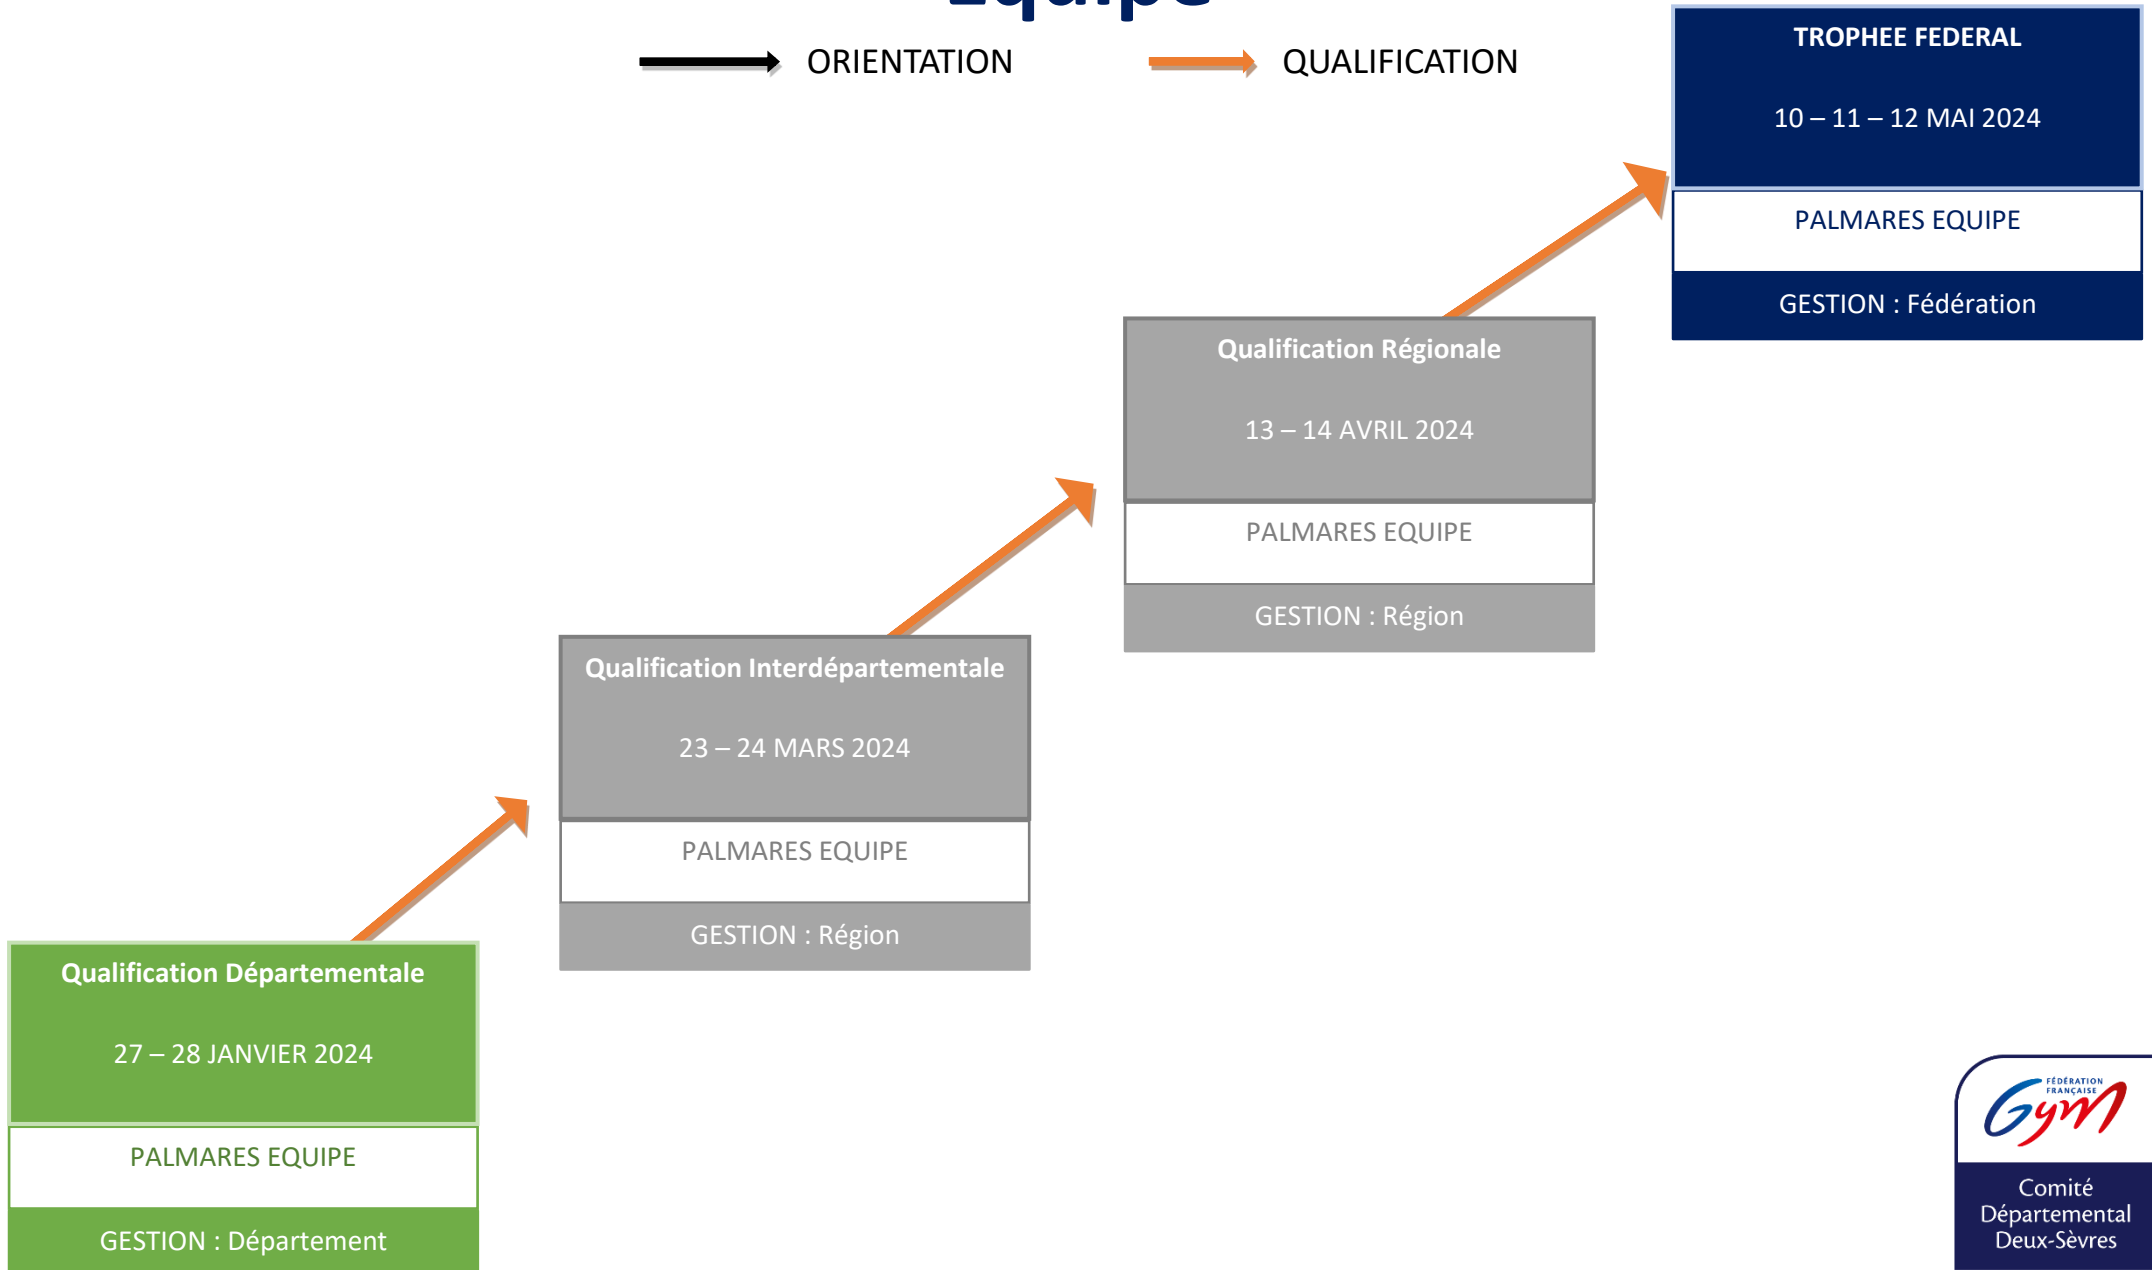 Equipe
ORIENTATION
QUALIFICATION
TROPHEE FEDERAL
10 – 11 – 12 MAI 2024
PALMARES EQUIPE
GESTION : Fédération
Qualification Régionale
13 – 14 AVRIL 2024
PALMARES EQUIPE
GESTION : Région
Qualification Interdépartementale
23 – 24 MARS 2024
PALMARES EQUIPE
GESTION : Région
Qualification Départementale
27 – 28 JANVIER 2024
PALMARES EQUIPE
GESTION : Département
FÉDÉRATION
FRANÇAISE
Gym
Comité
Départemental
Deux-Sèvres